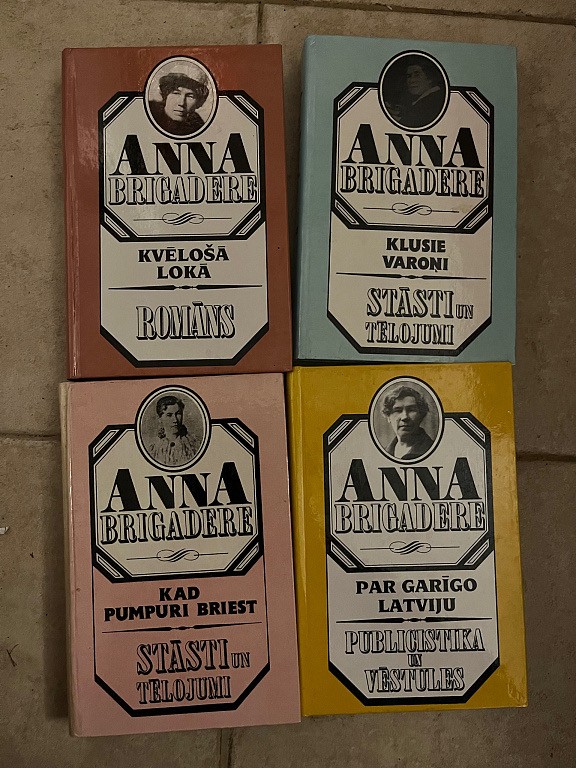 ANNA
BRIGADERE
KVĒLOŠĀ
LOKĀ
ROMĀNS
ANNA
BRIGADERE
KLUSIE
VAROŅI
STĀSTI UN
TĒLOJUMI
ANNA
BRIGADERE
KAD
PUMPURI BRIEST
STĀSTI UN
TĒLOJUMI
ANNA
BRIGADERE
PAR GARĪGO
LATVIJU
PUBLICISTIKA
UN
VĒSTULES